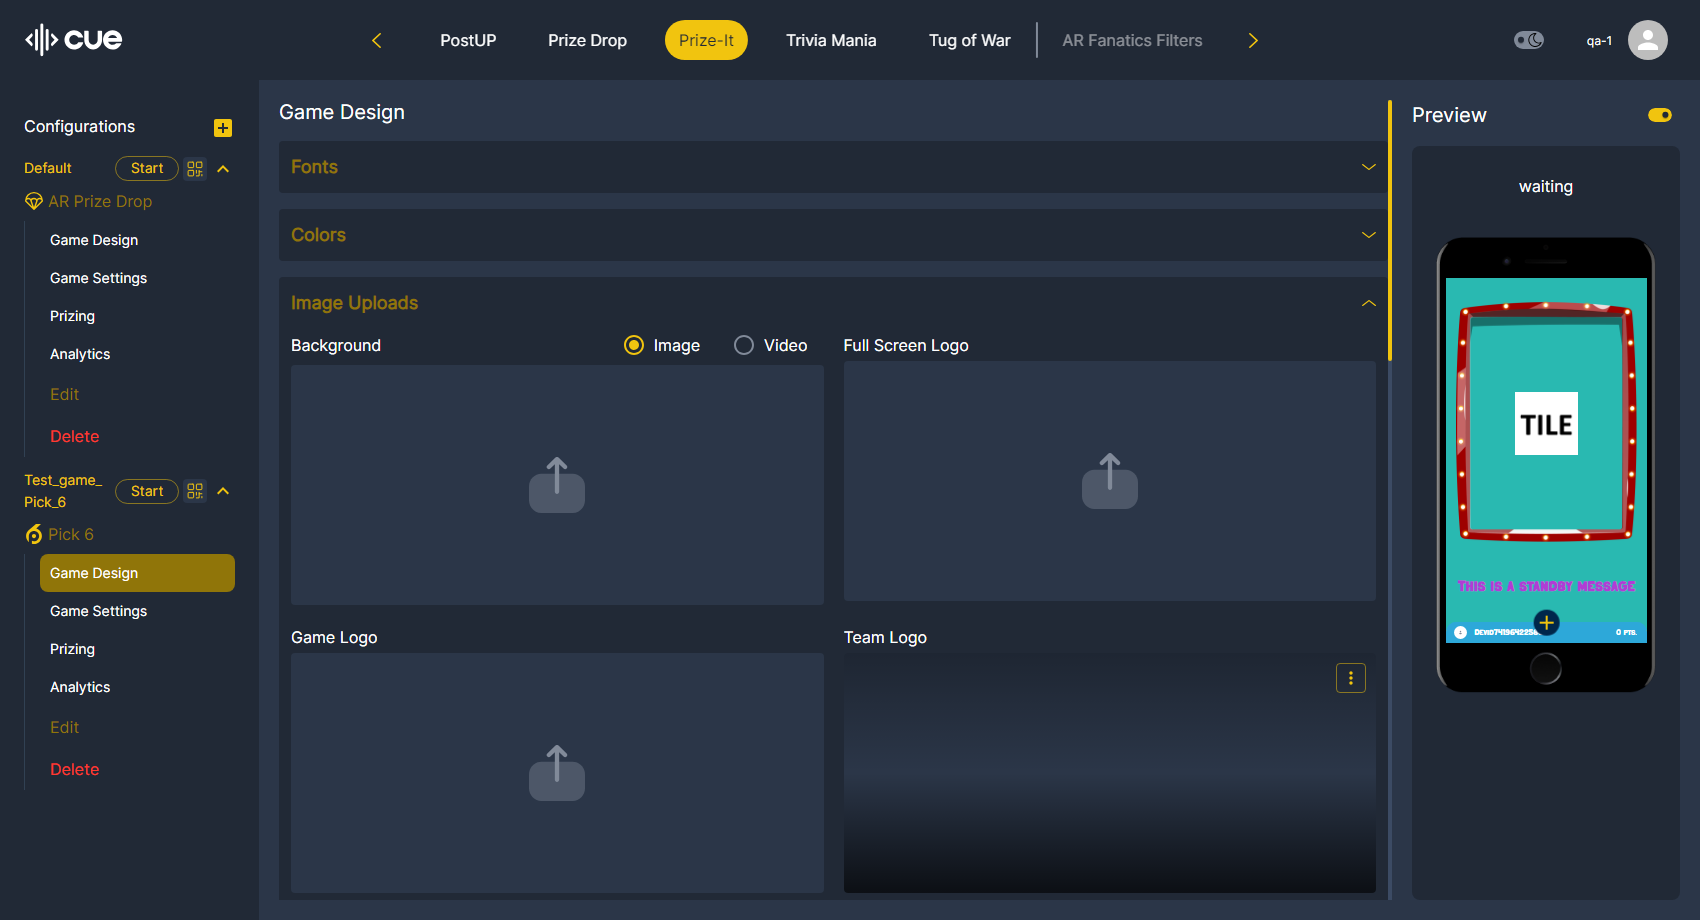 cue
PostUP
Prize Drop
Prize-It
Trivia Mania
Tug of War
AR Fanatics Filters
qa-1
Configurations
Default
Start
AR Prize Drop
Game Design
Game Settings
Prizing
Analytics
Edit
Delete
Test_game_
Pick_6
Start
Pick 6
Game Design
Game Settings
Prizing
Analytics
Edit
Delete
Game Design
Fonts
Colors
Image Uploads
Background
Image
Video
Full Screen Logo
Game Logo
Team Logo
Preview
waiting
TILE
This is a standby message
0 PTS.